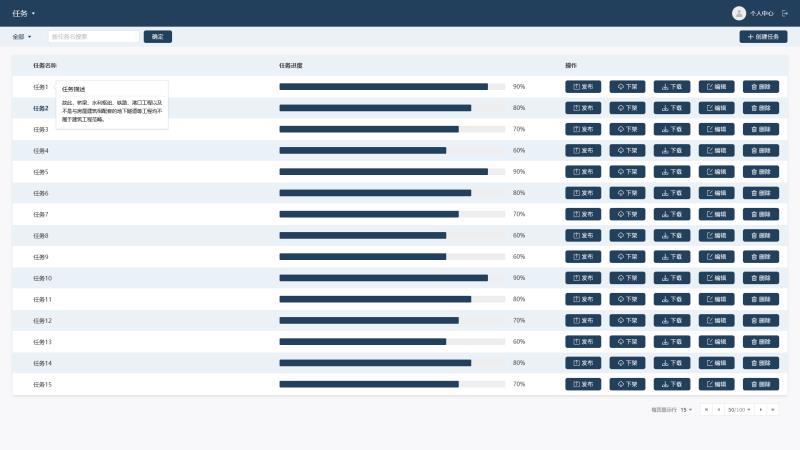 任务
个人中心
全部 按任务名搜索 确定 创建任务
任务名称 任务进度 操作
任务1 90% 发布 下架 下载 编辑 删除
任务描述
故此、桥梁、水利枢纽、铁路、港口工程以及
不是与房屋建筑相配套的地下隧道等工程均不
属于建筑工程范畴。
任务2 80% 发布 下架 下载 编辑 删除
任务3 70% 发布 下架 下载 编辑 删除
任务4 60% 发布 下架 下载 编辑 删除
任务5 90% 发布 下架 下载 编辑 删除
任务6 80% 发布 下架 下载 编辑 删除
任务7 70% 发布 下架 下载 编辑 删除
任务8 60% 发布 下架 下载 编辑 删除
任务9 60% 发布 下架 下载 编辑 删除
任务10 90% 发布 下架 下载 编辑 删除
任务11 80% 发布 下架 下载 编辑 删除
任务12 70% 发布 下架 下载 编辑 删除
任务13 60% 发布 下架 下载 编辑 删除
任务14 80% 发布 下架 下载 编辑 删除
任务15 70% 发布 下架 下载 编辑 删除
每页显示行 15 50/100